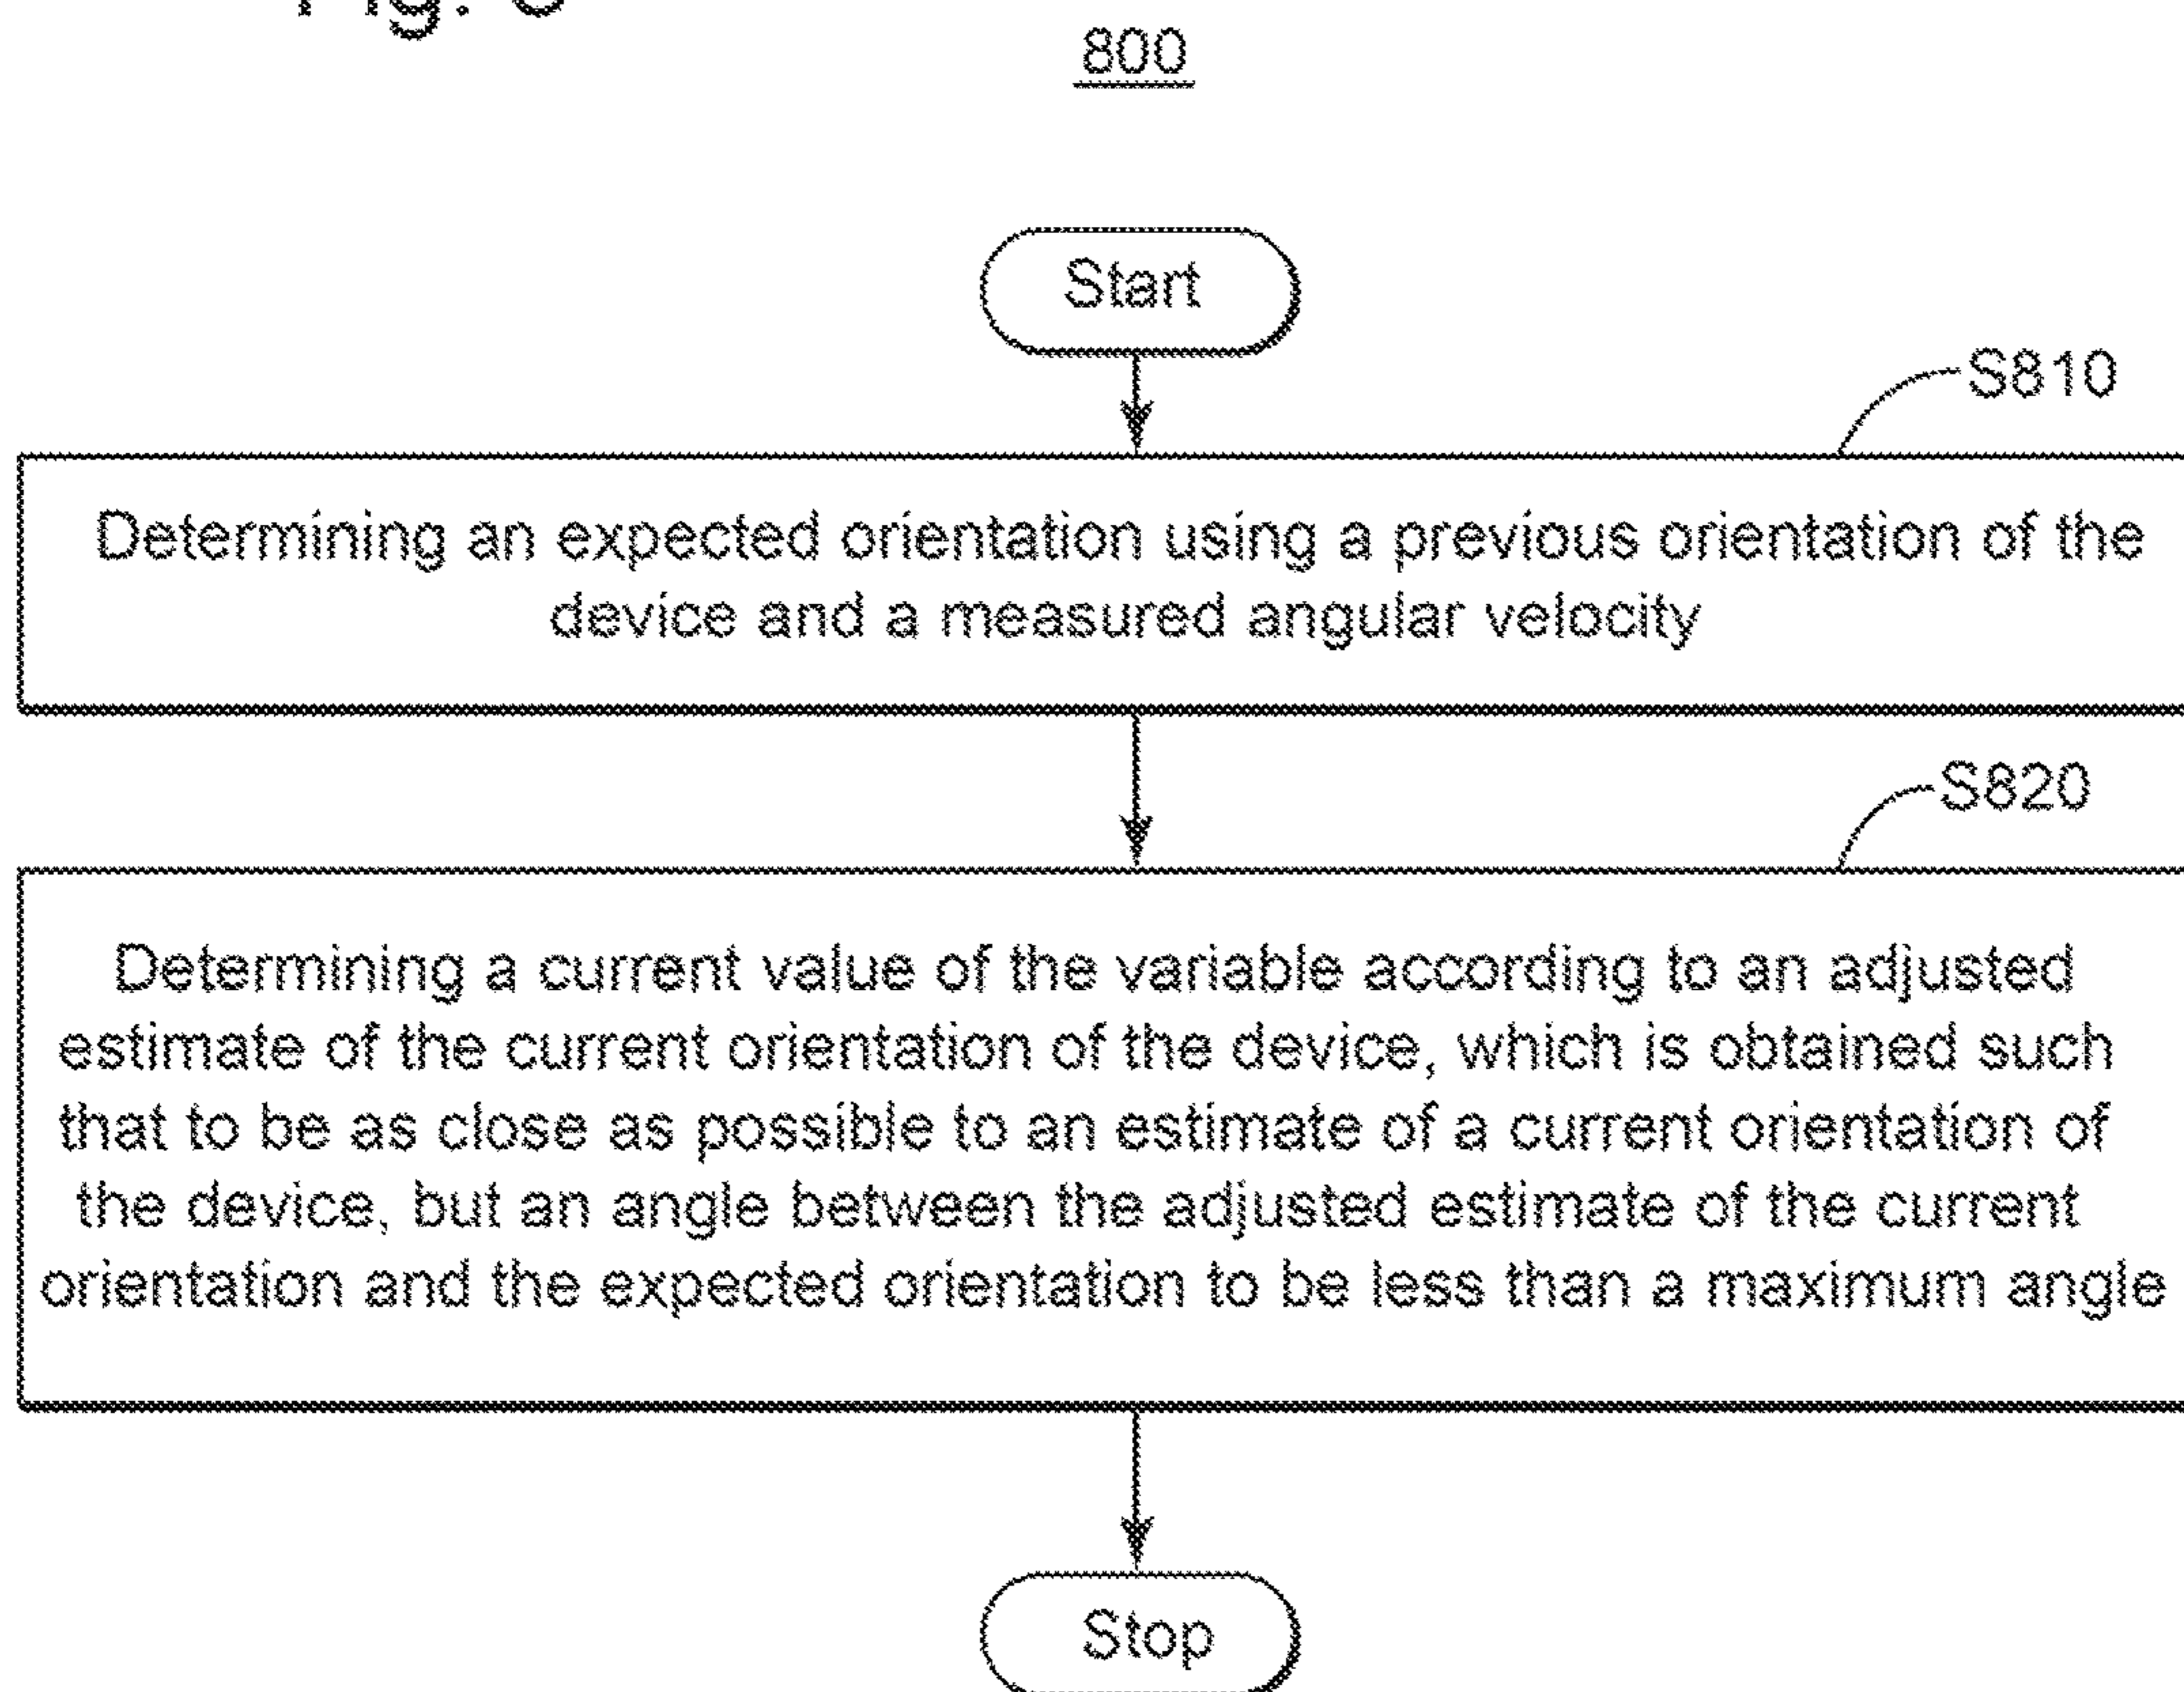 Fig.
800
Start
S810
Determining an expected orientation using a previous orientation of the
device and a measured angular velocity
S820
Determining a current value of the variable according to an adjusted
estimate of the current orientation of the device, which is obtained such
that to be as close as possible to an estimate of a current orientation of
the device, but an angle between the adjusted estimate of the current
orientation and the expected orientation to be less than a maximum angle
Stop